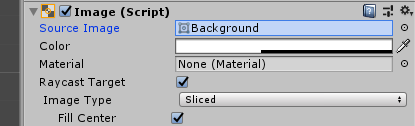 Image (Script)
Source Image Background
Color
Material None (Material)
Raycast Target
Image Type Sliced
Fill Center